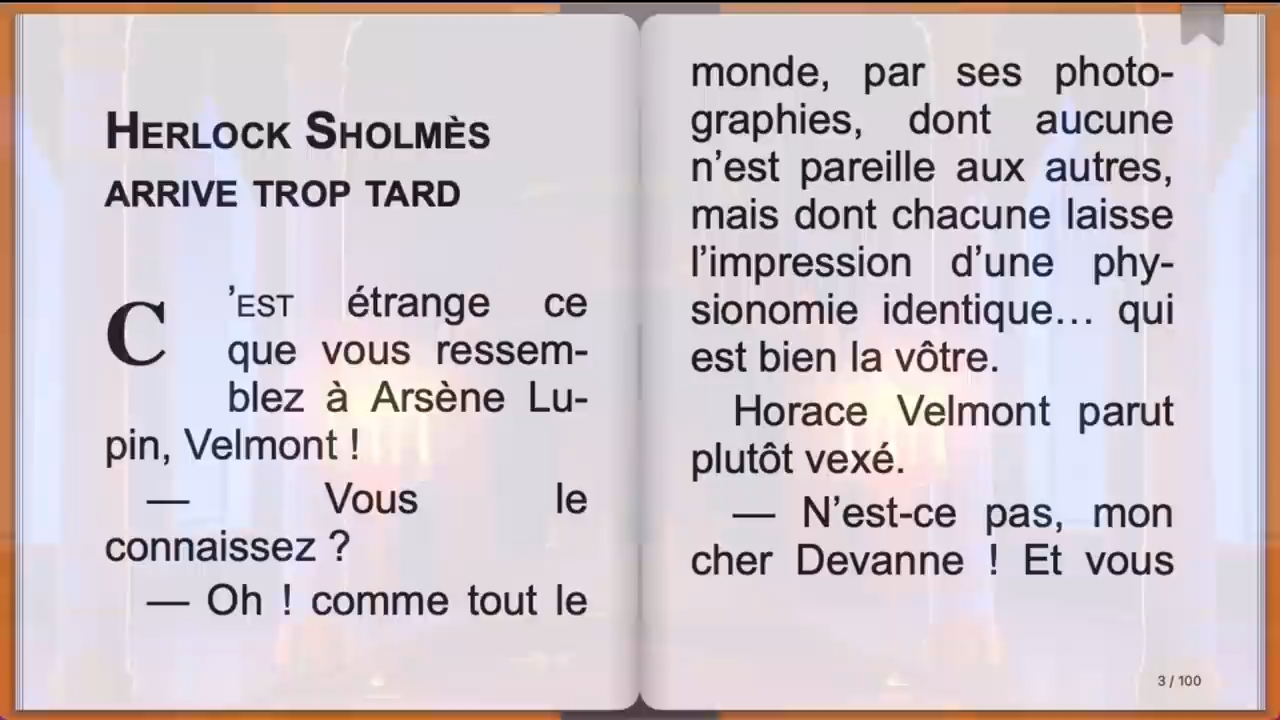 HERLOCK SHOLMÈS
ARRIVE TROP TARD
C’EST étrange ce
que vous ressem-
blez à Arsène Lu-
pin, Velmont !
— Vous le
connaissez ?
— Oh ! comme tout le
monde, par ses photo-
graphies, dont aucune
n’est pareille aux autres,
mais dont chacune laisse
l’impression d’une phy-
sionomie identique… qui
est bien la vôtre.
Horace Velmont parut
plutôt vexé.
— N’est-ce pas, mon
cher Devanne ! Et vous
3 / 100